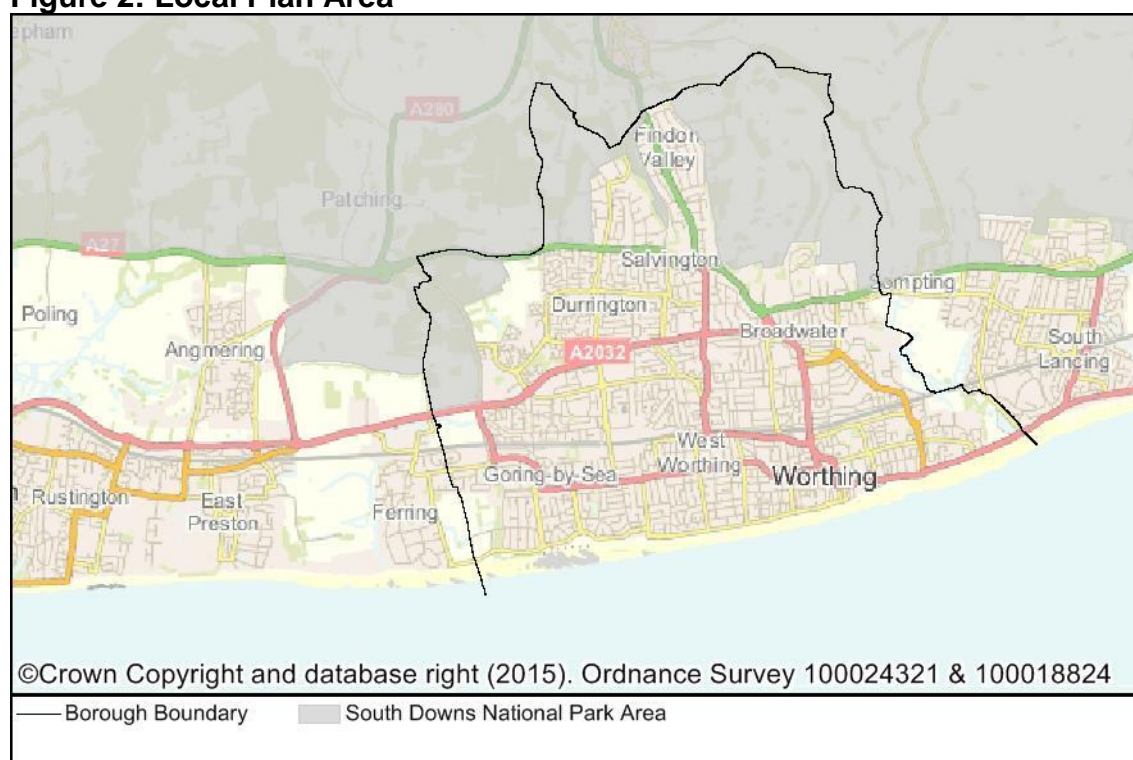 Figure 2: Local Plan Area
epham
A280
Findon
Valley
Patching
A27
Salvington
Sompting
Poling
Durrington
Broadwater
Angmering
A2032
South
Lancing
West
Worthing
Goring-by-Sea
Worthing
Rustington
East
Preston
Ferring
©Crown Copyright and database right (2015). Ordnance Survey 100024321 & 100018824
Borough Boundary
South Downs National Park Area